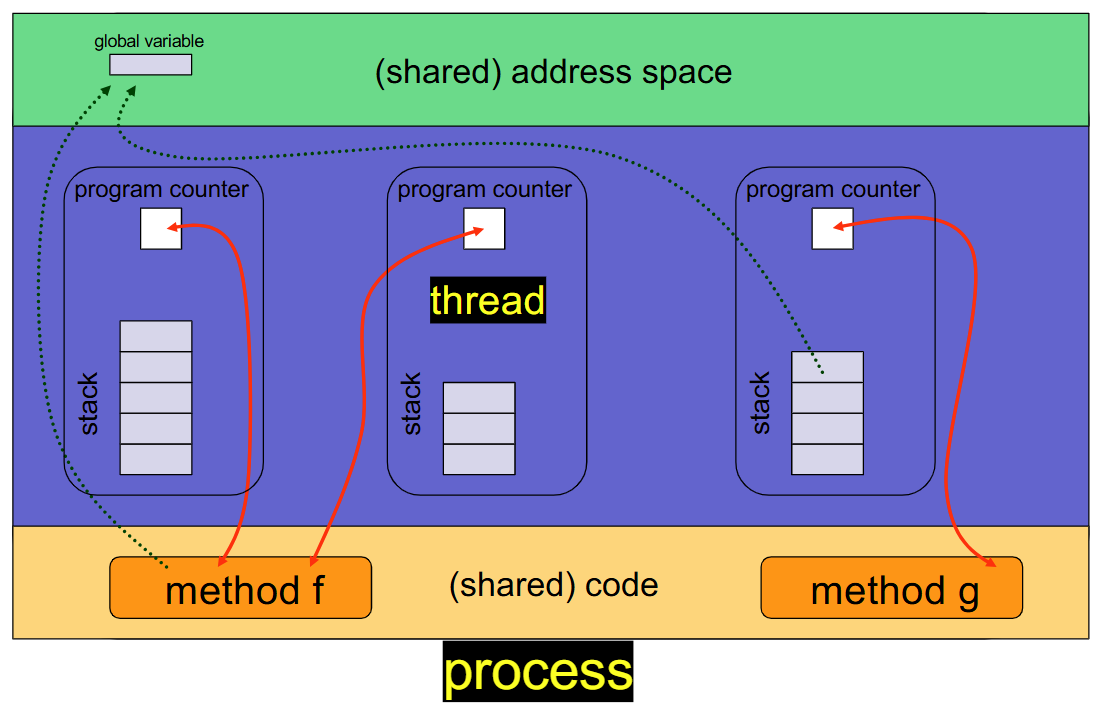 global variable
(shared) address space
program counter
program counter
program counter
thread
stack
stack
stack
method f
(shared) code
method g
process